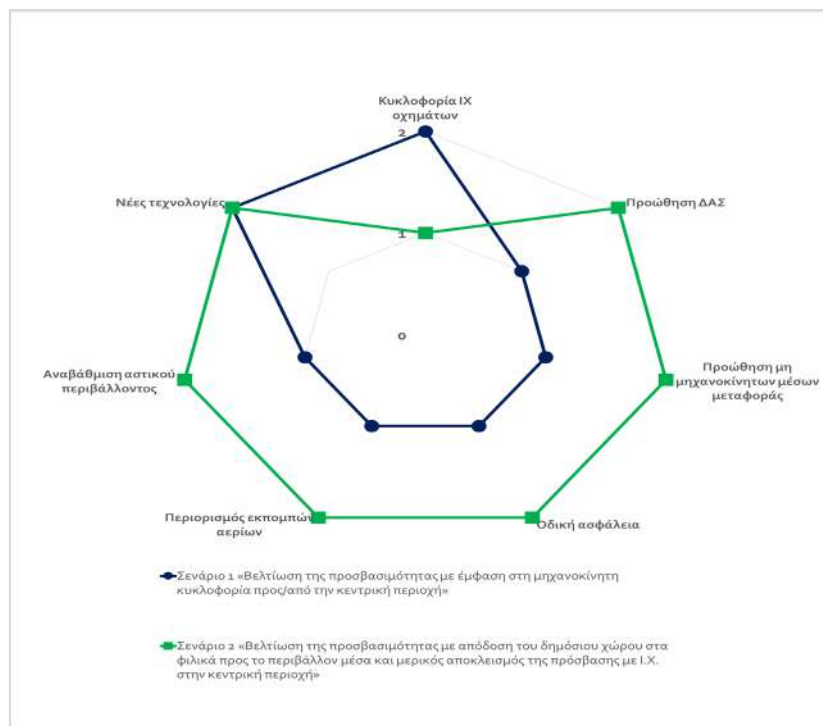 Κυκλοφορία ΙΧ
οχημάτων
2
Νέες τεχνολογίες
Προώθηση ΔΑΣ
1
0
Αναβάθμιση αστικού
περιβάλλοντος
Προώθηση μη
μηχανοκίνητων μέσων
μεταφοράς
Περιορισμός εκπομπών
αερίων
Οδική ασφάλεια
Σενάριο 1 «Βελτίωση της προσβασιμότητας με έμφαση στη μηχανοκίνητη
κυκλοφορία προς/από την κεντρική περιοχή»
Σενάριο 2 «Βελτίωση της προσβασιμότητας με απόδοση του δημόσιου χώρου στα
φιλικά προς το περιβάλλον μέσα και μερικός αποκλεισμός της πρόσβασης με Ι.Χ.
στην κεντρική περιοχή»